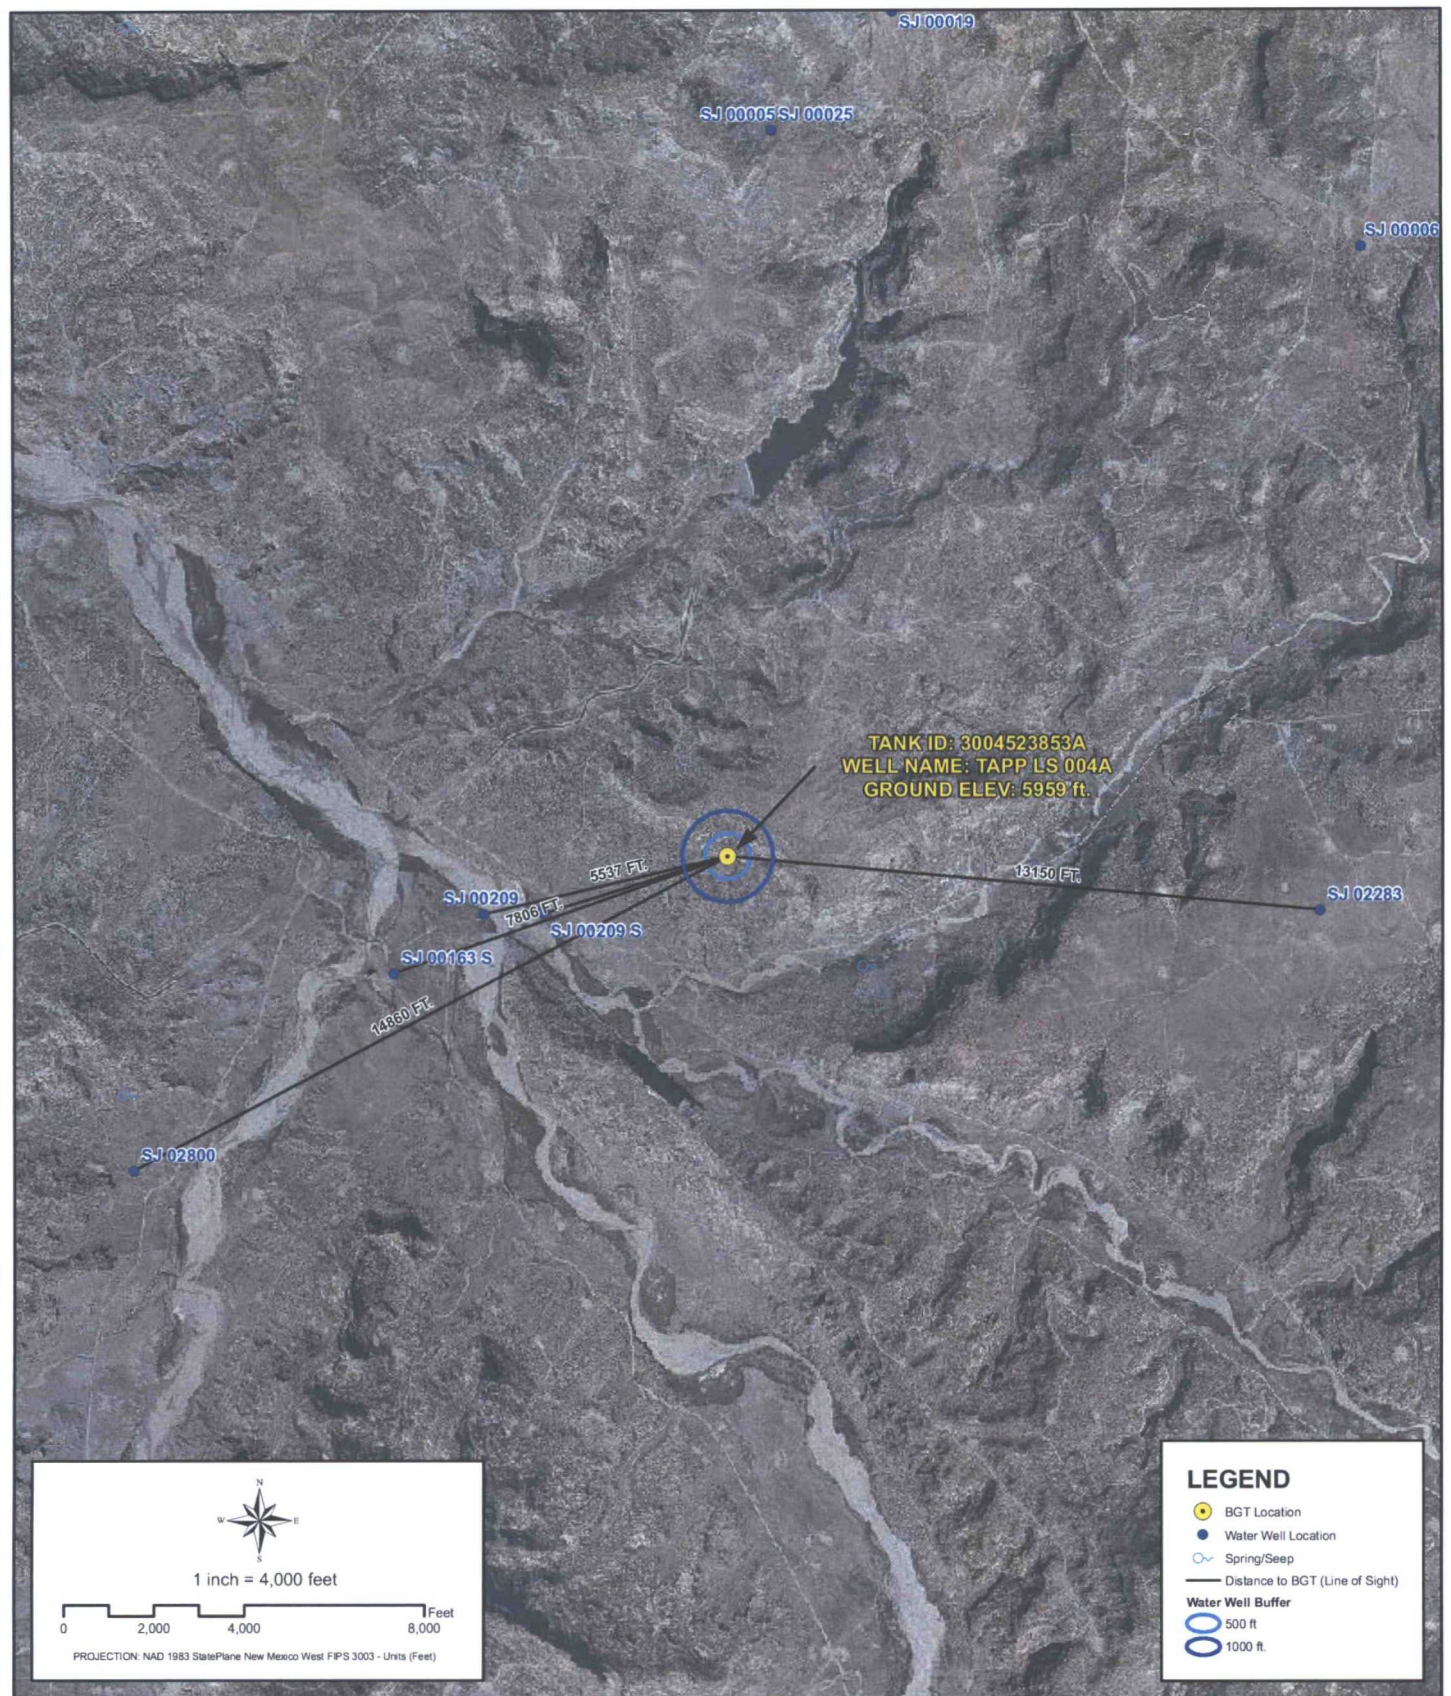 SJ 00019
SJ 00005 SJ 00025
SJ 00006
TANK ID: 3004523853A
WELL NAME: TAPP LS 004A
GROUND ELEV: 5959 ft.
5537 FT.
13150 FT.
SJ 00209
SJ 02283
7806 FT.
SJ 00209 S
SJ 00163 S
14860 FT.
SJ 02800
N
W E
S
1 inch = 4,000 feet
Feet
0 2,000 4,000 8,000
PROJECTION: NAD 1983 StatePlane New Mexico West FIPS 3003 - Units (Feet)
LEGEND
BGT Location
Water Well Location
Spring/Seep
Distance to BGT (Line of Sight)
Water Well Buffer
500 ft
1000 ft.